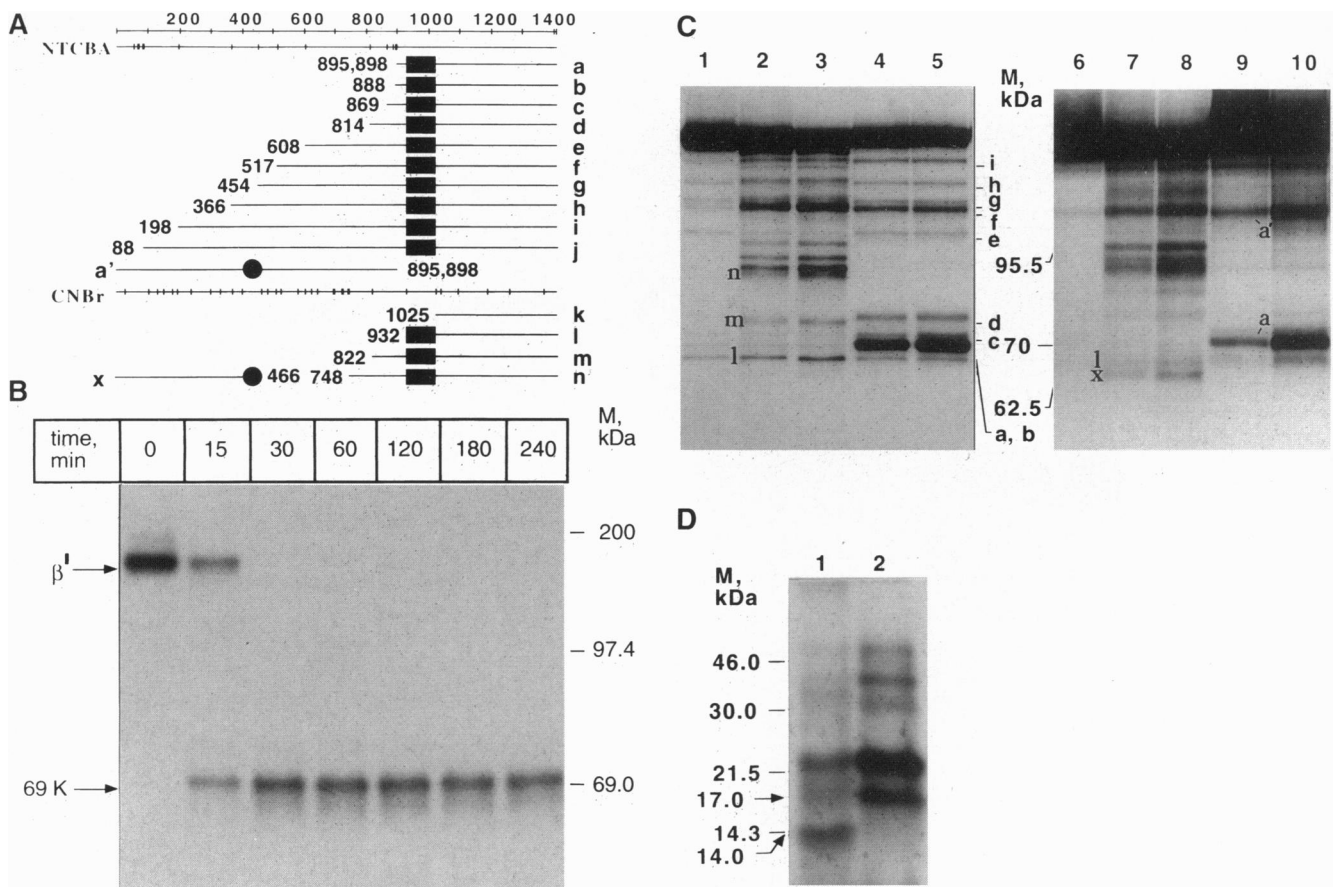 A
200 400 600 800 1000 1200 1400
NTCBA
895,898 a
888 b
869 c
814 d
608 e
517 f
454 g
366 h
198 i
88 j
a' 895,898
CNBr
1025 k
932 l
822 m
x 466 748 n
B
time, min 0 15 30 60 120 180 240
M, kDa
β'
69 K
200
97.4
69.0
C
1 2 3 4 5
M, kDa
6 7 8 9 10
n
m
l
i
h
g
f
e
d
c
a, b
95.5
70
62.5
l
x
a'
a
D
1 2
M, kDa
46.0
30.0
21.5
17.0
14.3
14.0